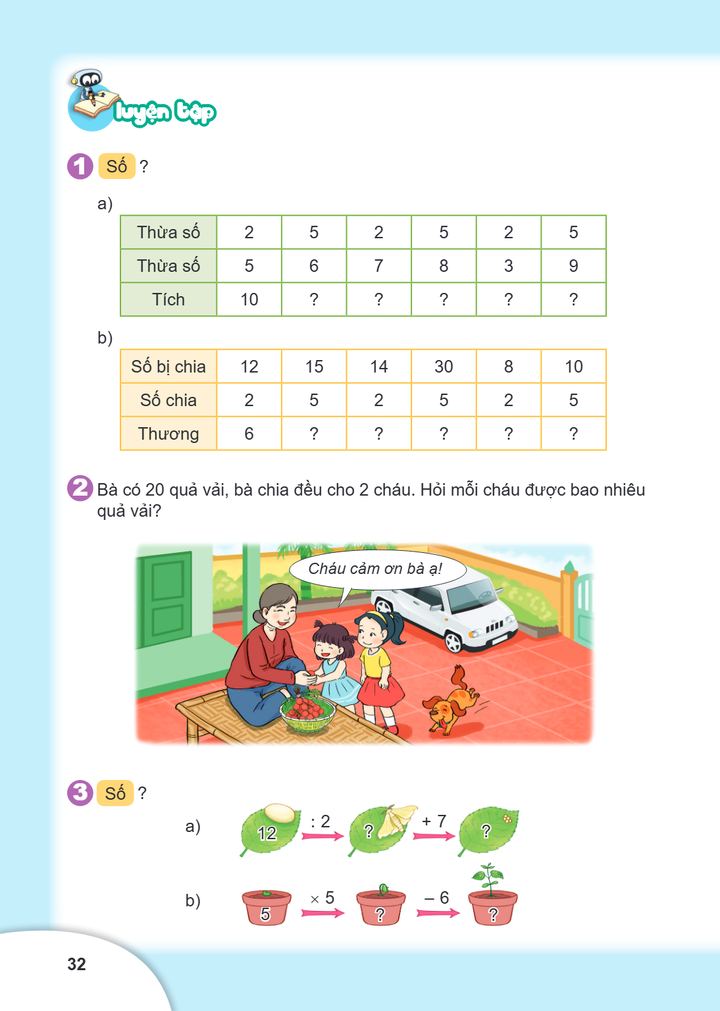 luyện tập
1 Số ?
a)
Thừa số 2 5 2 5 2 5
Thừa số 5 6 7 8 3 9
Tích 10 ? ? ? ? ?
b)
Số bị chia 12 15 14 30 8 10
Số chia 2 5 2 5 2 5
Thương 6 ? ? ? ? ?
2 Bà có 20 quả vải, bà chia đều cho 2 cháu. Hỏi mỗi cháu được bao nhiêu
quả vải?
Cháu cảm ơn bà ạ!
3 Số ?
a) 12 : 2 ? + 7 ?
b) 5 × 5 ? – 6 ?
32